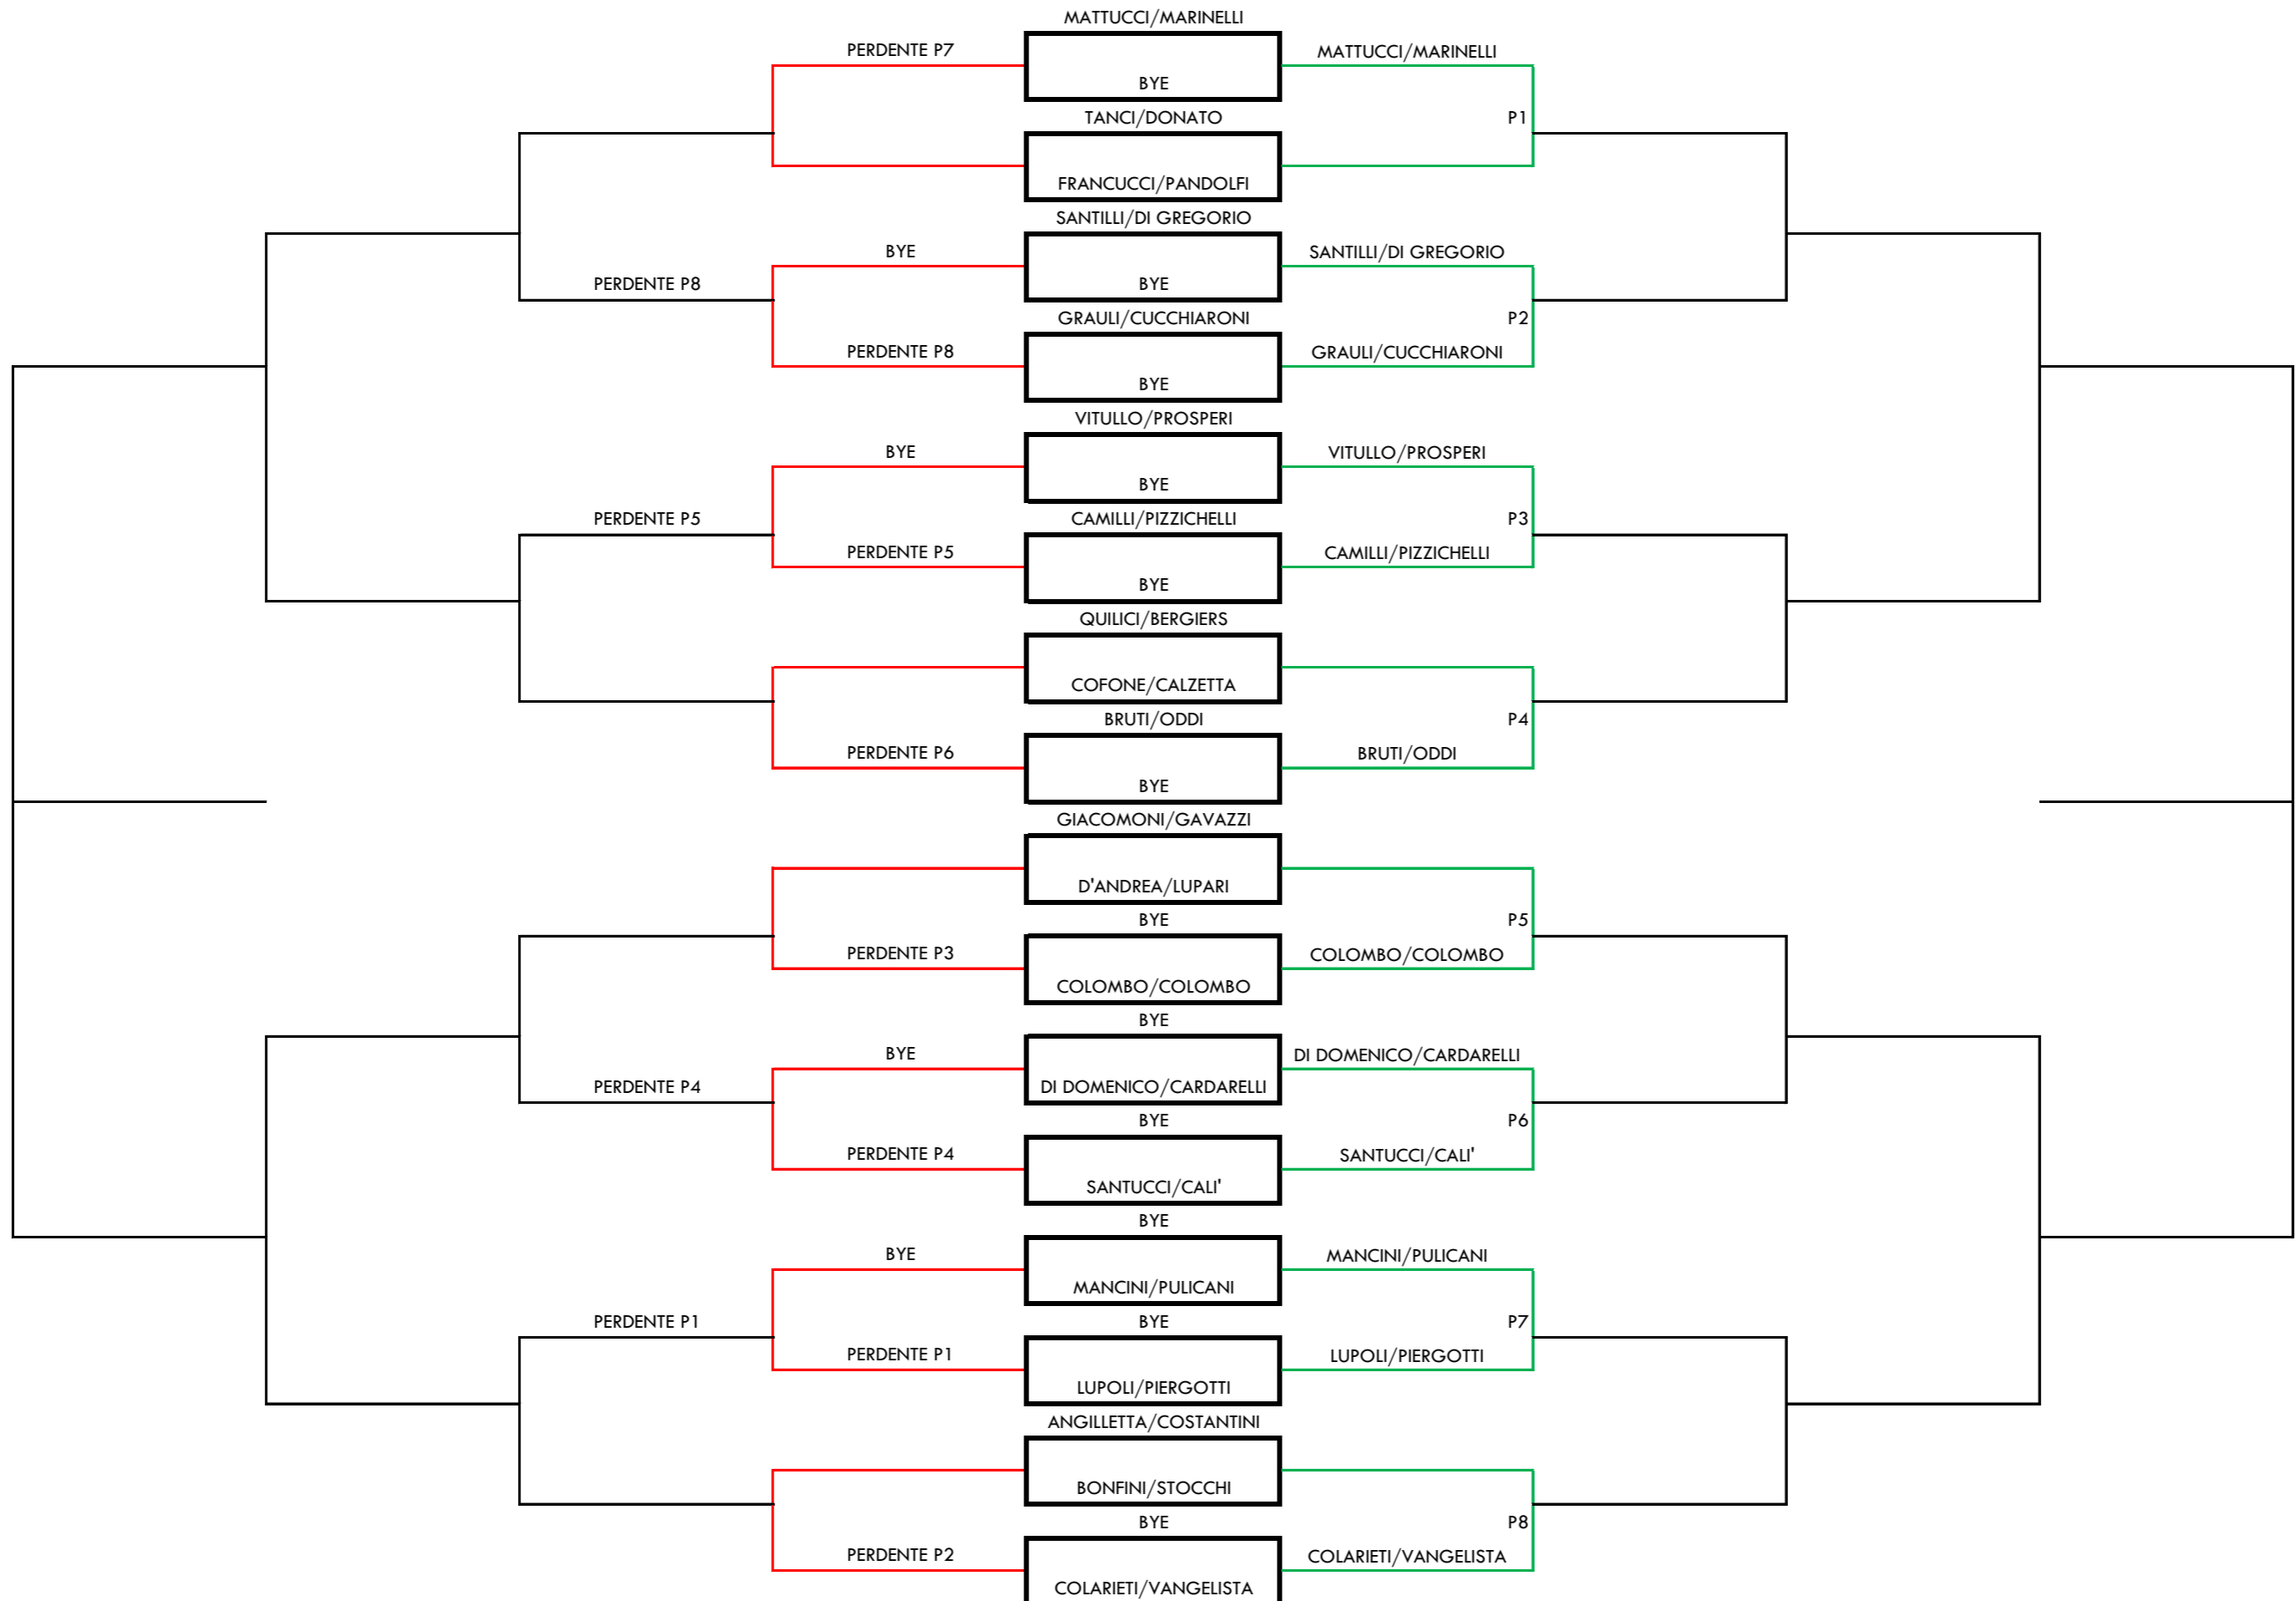 MATTUCCI/MARINELLI
PERDENTE P7
MATTUCCI/MARINELLI
BYE
TANCI/DONATO
P1
FRANCUCCI/PANDOLFI
SANTILLI/DI GREGORIO
BYE
SANTILLI/DI GREGORIO
PERDENTE P8
BYE
GRAULI/CUCCHIARONI
P2
PERDENTE P8
GRAULI/CUCCHIARONI
BYE
VITULLO/PROSPERI
BYE
VITULLO/PROSPERI
BYE
PERDENTE P5
CAMILLI/PIZZICHELLI
P3
PERDENTE P5
CAMILLI/PIZZICHELLI
BYE
QUILICI/BERGIERS
COFONE/CALZETTA
BRUTI/ODDI
P4
PERDENTE P6
BRUTI/ODDI
BYE
GIACOMONI/GAVAZZI
D'ANDREA/LUPARI
BYE
P5
PERDENTE P3
COLOMBO/COLOMBO
COLOMBO/COLOMBO
BYE
BYE
DI DOMENICO/CARDARELLI
PERDENTE P4
DI DOMENICO/CARDARELLI
BYE
P6
PERDENTE P4
SANTUCCI/CALI'
SANTUCCI/CALI'
BYE
BYE
MANCINI/PULICANI
MANCINI/PULICANI
PERDENTE P1
BYE
P7
PERDENTE P1
LUPOLI/PIERGOTTI
LUPOLI/PIERGOTTI
ANGILLETTA/COSTANTINI
BONFINI/STOCCHI
BYE
P8
PERDENTE P2
COLARIETI/VANGELISTA
COLARIETI/VANGELISTA